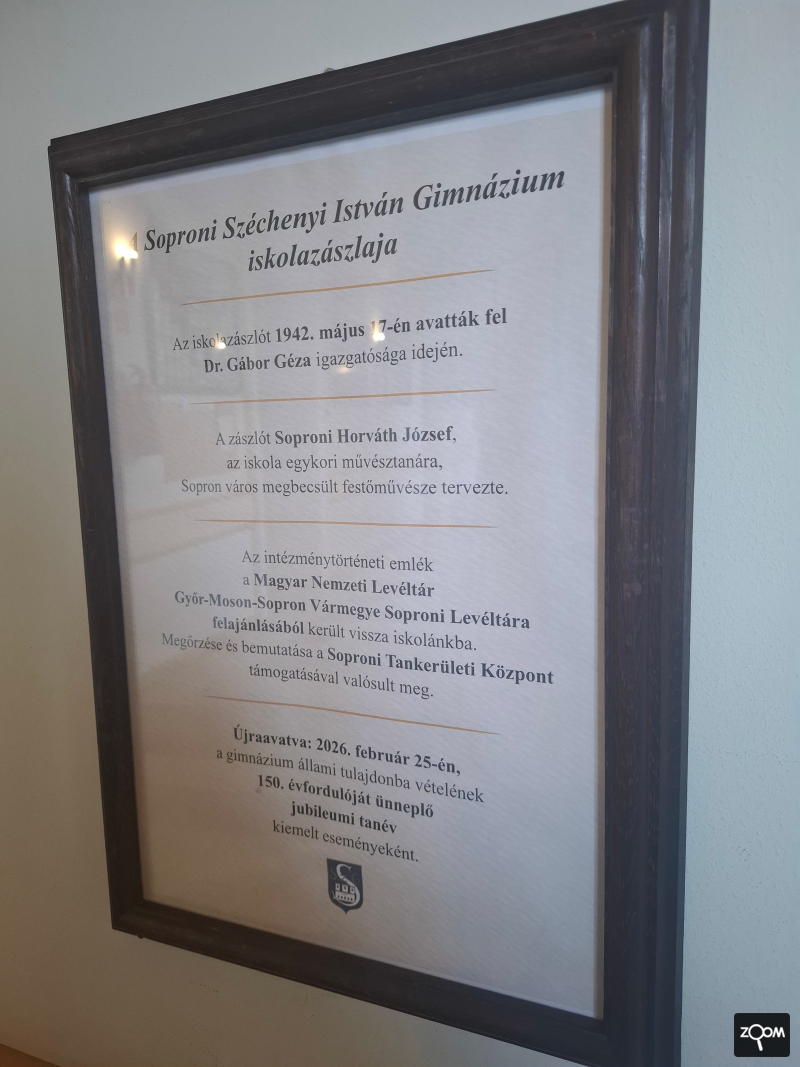 A Soproni Széchenyi István Gimnázium
iskolazászlaja
Az iskolazászlót 1942. május 17-én avatták fel
Dr. Gábor Géza igazgatósága idején.
A zászlót Soproni Horváth József,
az iskola egykori művésztanára,
Sopron város megbecsült festőművésze tervezte.
Az intézménytörténeti emlék
a Magyar Nemzeti Levéltár
Győr-Moson-Sopron Vármegye Soproni Levéltára
felajánlásából került vissza iskolánkba.
Megőrzése és bemutatása a Soproni Tankerületi Központ
támogatásával valósult meg.
Újraavatva: 2026. február 25-én,
a gimnázium állami tulajdonba vételének
150. évfordulóját ünneplő
jubileumi tanév
kiemelt eseményeként.
ZOOM